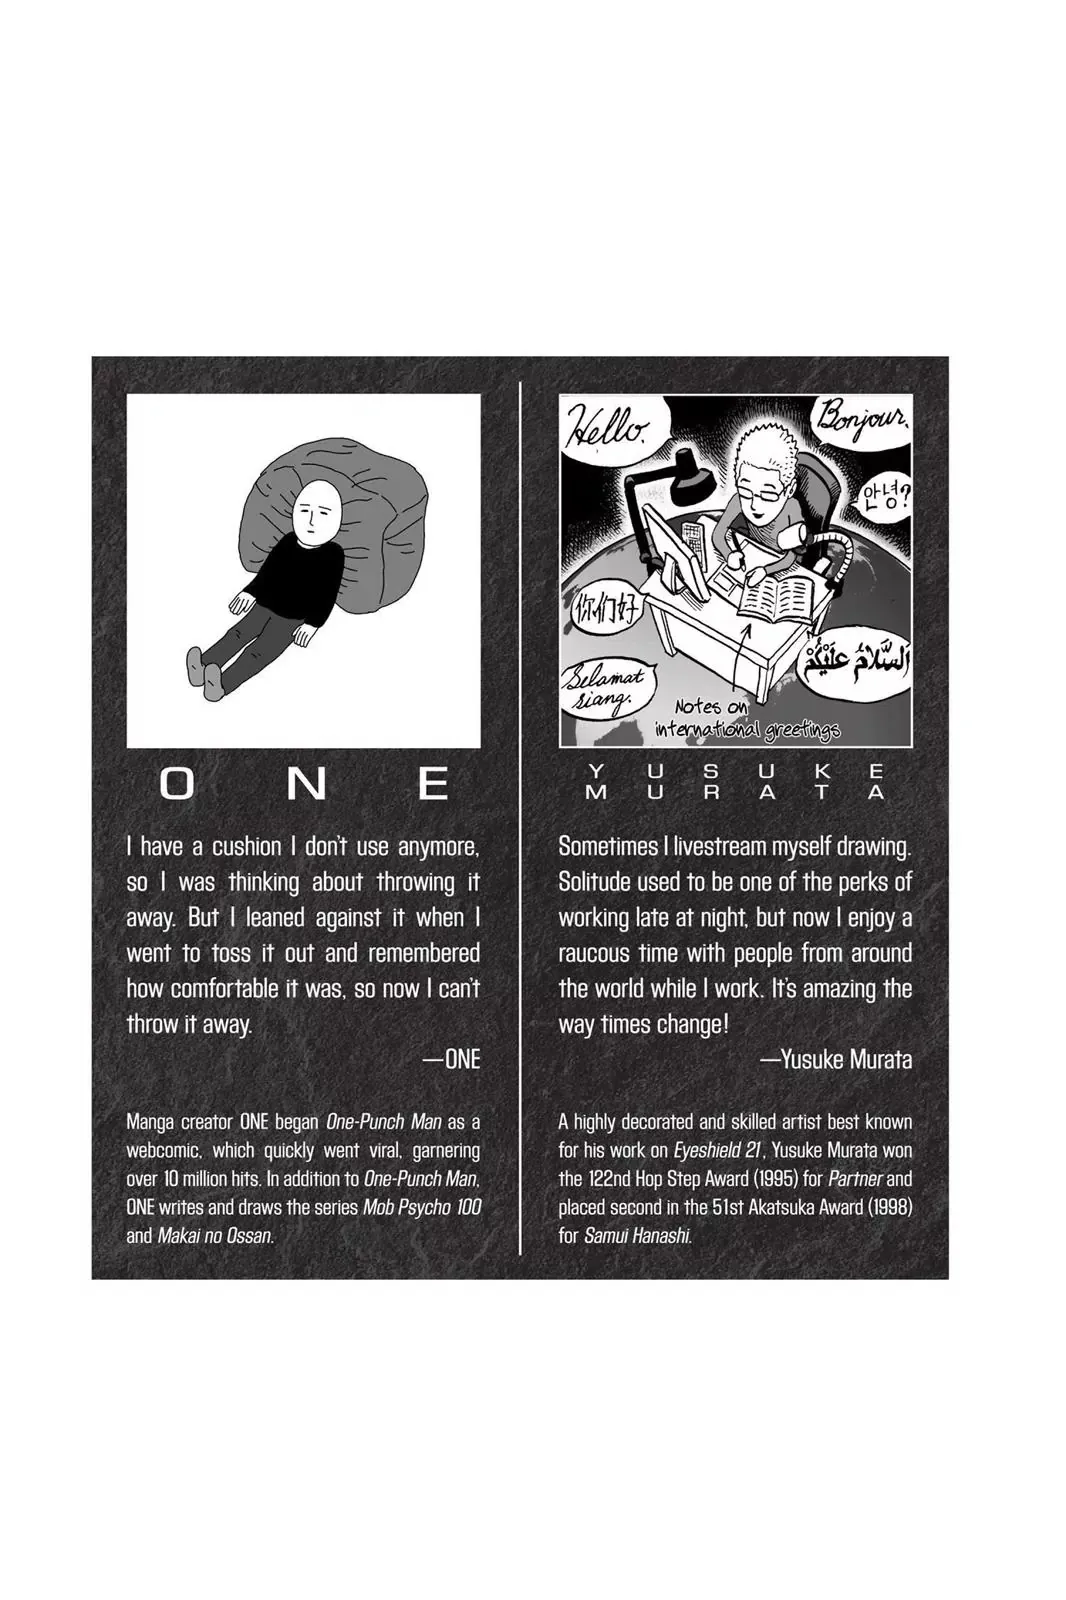 O N E
I have a cushion I don't use anymore,
so I was thinking about throwing it
away. But I leaned against it when I
went to toss it out and remembered
how comfortable it was, so now I can't
throw it away.
—ONE
Manga creator ONE began One-Punch Man as a
webcomic, which quickly went viral, garnering
over 10 million hits. In addition to One-Punch Man,
ONE writes and draws the series Mob Psycho 100
and Makai no Ossan.
Hello.
Bonjour.
안녕?
你们好
اَلسَّلَامُ عَلَيْكُمْ
Selamat
siang.
Notes on
international greetings
YUSUKE
MURATA
Sometimes I livestream myself drawing.
Solitude used to be one of the perks of
working late at night, but now I enjoy a
raucous time with people from around
the world while I work. It's amazing the
way times change!
—Yusuke Murata
A highly decorated and skilled artist best known
for his work on Eyeshield 21, Yusuke Murata won
the 122nd Hop Step Award (1995) for Partner and
placed second in the 51st Akatsuka Award (1998)
for Samui Hanashi.